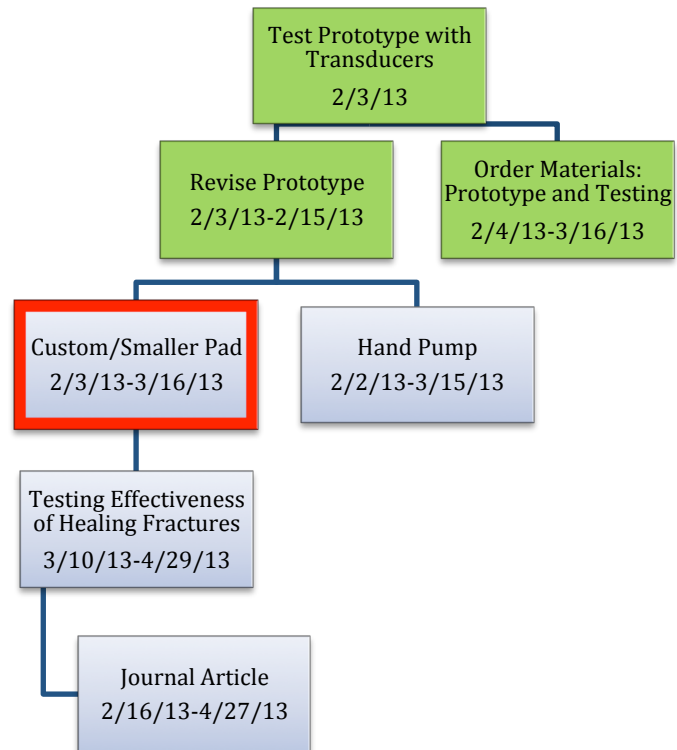 Test Prototype with
Transducers
2/3/13
Revise Prototype
2/3/13-2/15/13
Order Materials:
Prototype and Testing
2/4/13-3/16/13
Custom/Smaller Pad
2/3/13-3/16/13
Hand Pump
2/2/13-3/15/13
Testing Effectiveness
of Healing Fractures
3/10/13-4/29/13
Journal Article
2/16/13-4/27/13